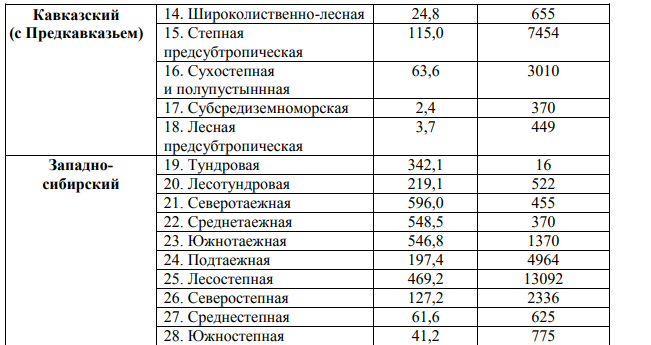 Кавказский 14. Широколиственно-лесная 24,8 655
(с Предкавказьем) 15. Степная 115,0 7454
предсубтропическая
16. Сухостепная 63,6 3010
и полупустыннная
17. Субсредиземноморская 2,4 370
18. Лесная 3,7 449
предсубтропическая
Западно- 19. Тундровая 342,1 16
сибирский 20. Лесотундровая 219,1 522
21. Северотаежная 596,0 455
22. Среднетаежная 548,5 370
23. Южнотаежная 546,8 1370
24. Подтаежная 197,4 4964
25. Лесостепная 469,2 13092
26. Северостепная 127,2 2336
27. Среднестепная 61,6 625
28. Южностепная 41,2 775